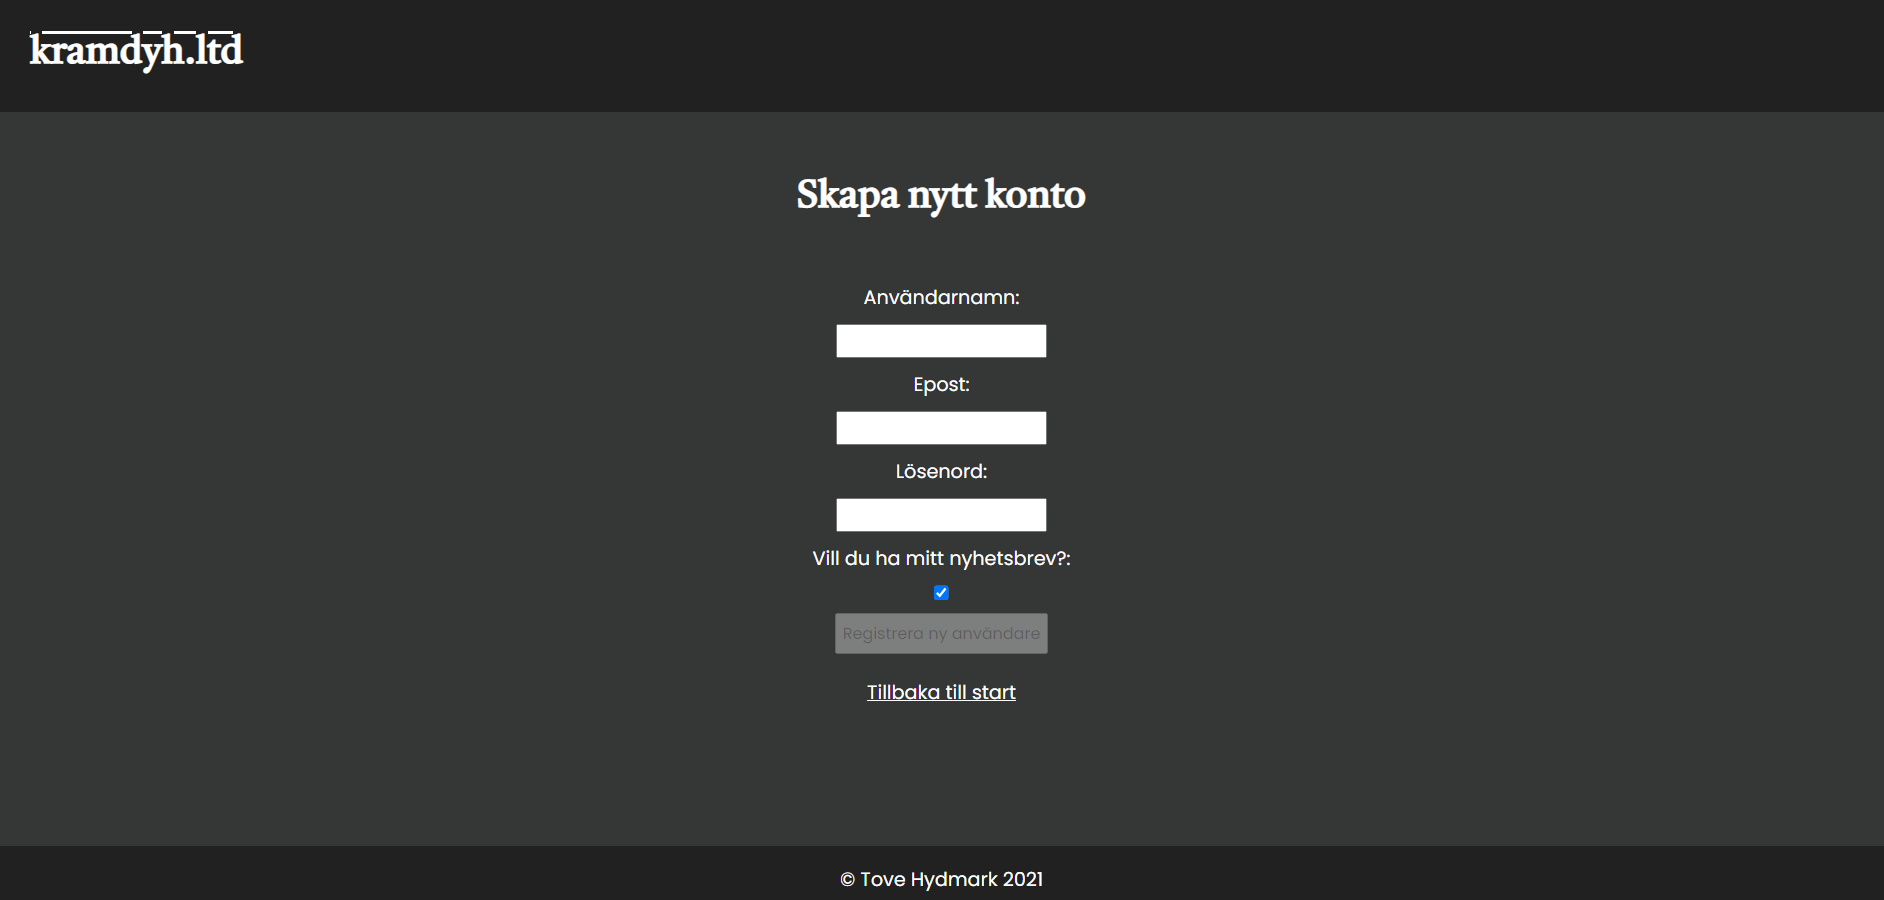 kramdyh.ltd
Skapa nytt konto
Användarnamn:
Epost:
Lösenord:
Vill du ha mitt nyhetsbrev?:
Registrera ny användare
Tillbaka till start
© Tove Hydmark 2021